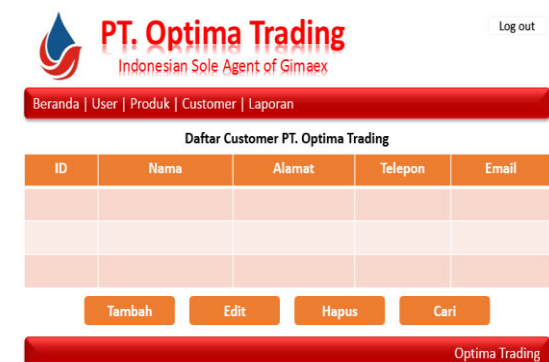 PT. Optima Trading
Log out
Indonesian Sole Agent of Gimaex
Beranda | User | Produk | Customer | Laporan
Daftar Customer PT. Optima Trading
ID Nama Alamat Telepon Email
Tambah Edit Hapus Cari
Optima Trading